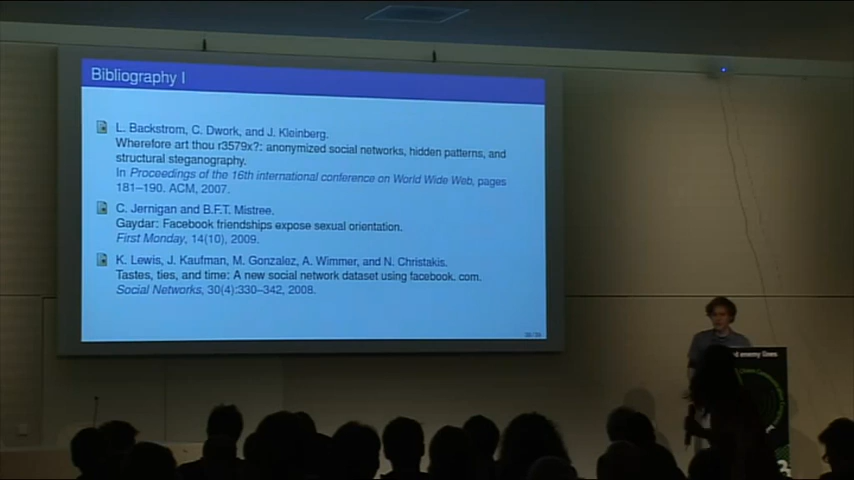 Bibliography I
L. Backstrom, C. Dwork, and J. Kleinberg.
Wherefore art thou r3579x?: anonymized social networks, hidden patterns, and
structural steganography.
In Proceedings of the 16th international conference on World Wide Web, pages
181–190. ACM, 2007.
C. Jernigan and B.F.T. Mistree.
Gaydar: Facebook friendships expose sexual orientation.
First Monday, 14(10), 2009.
K. Lewis, J. Kaufman, M. Gonzalez, A. Wimmer, and N. Christakis.
Tastes, ties, and time: A new social network dataset using facebook. com.
Social Networks, 30(4):330–342, 2008.
enemy lines